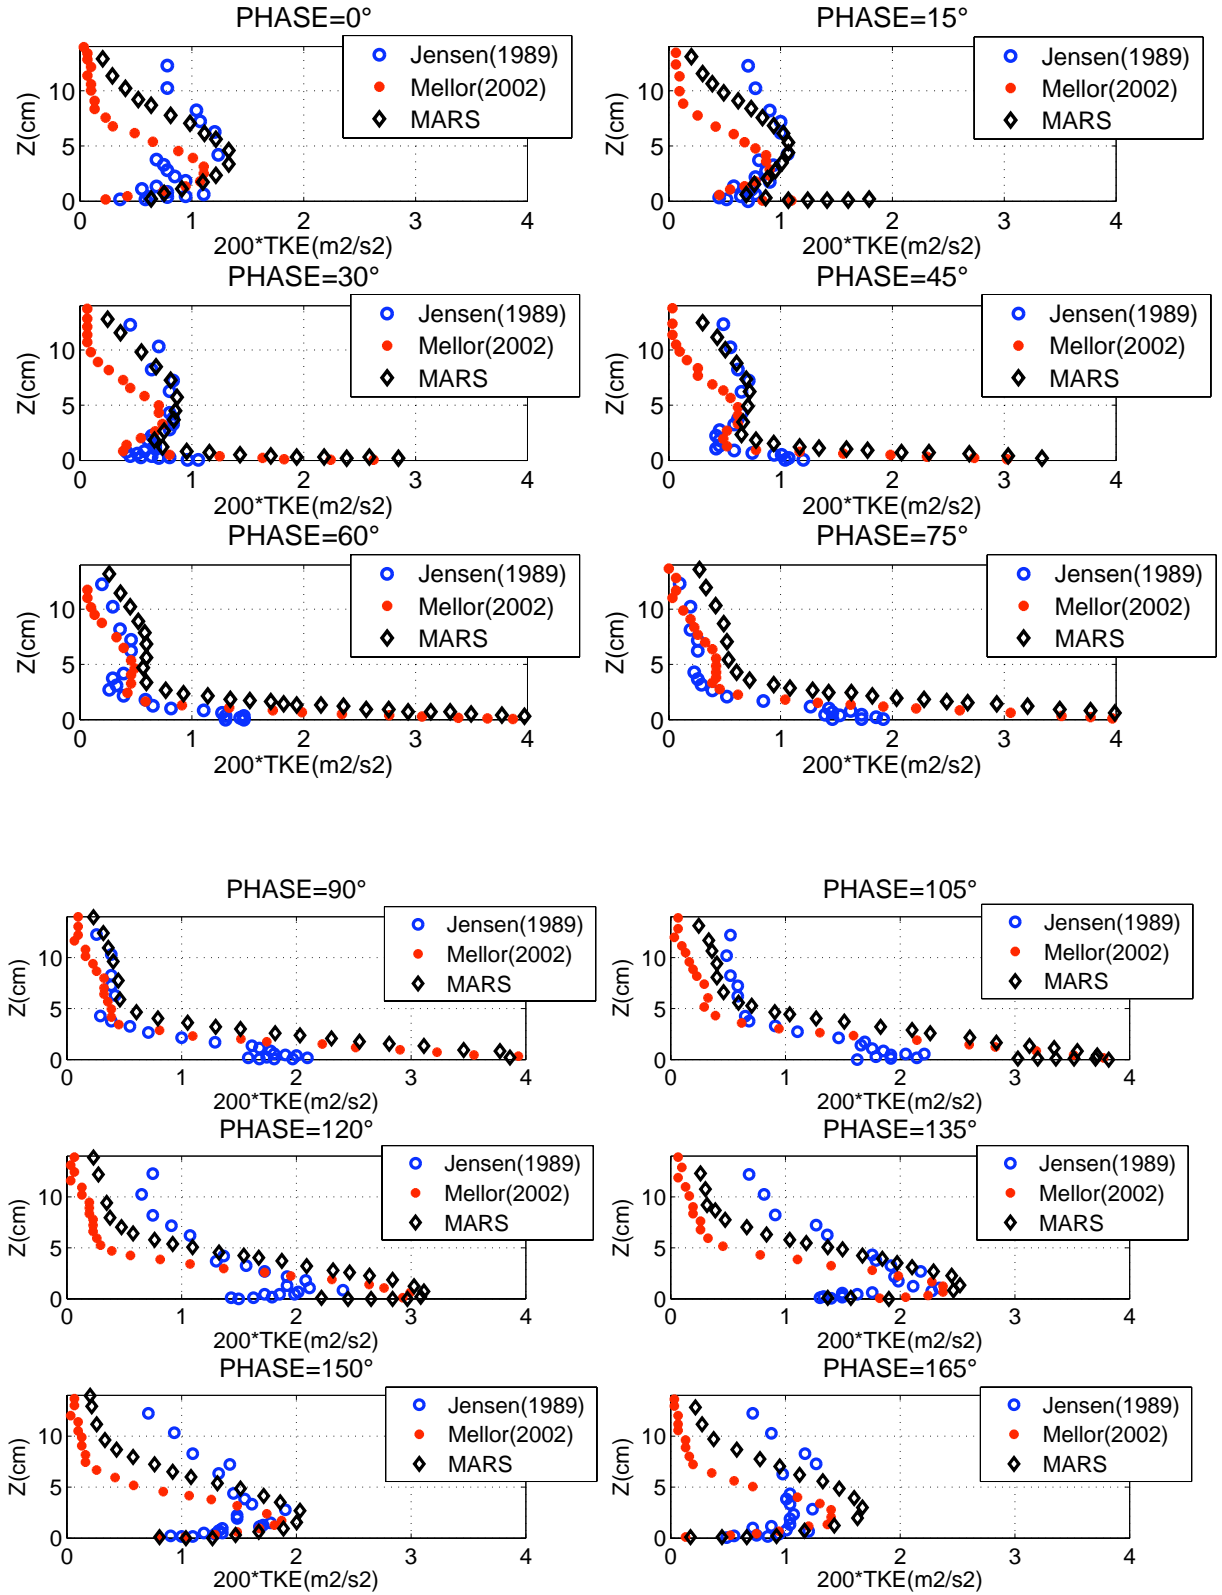 PHASE=0°
Jensen(1989)
Mellor(2002)
MARS
Z(cm)
10
5
0
0 1 2 3 4
200*TKE(m2/s2)
PHASE=15°
Jensen(1989)
Mellor(2002)
MARS
Z(cm)
10
5
0
0 1 2 3 4
200*TKE(m2/s2)
PHASE=30°
Jensen(1989)
Mellor(2002)
MARS
Z(cm)
10
5
0
0 1 2 3 4
200*TKE(m2/s2)
PHASE=45°
Jensen(1989)
Mellor(2002)
MARS
Z(cm)
10
5
0
0 1 2 3 4
200*TKE(m2/s2)
PHASE=60°
Jensen(1989)
Mellor(2002)
MARS
Z(cm)
10
5
0
0 1 2 3 4
200*TKE(m2/s2)
PHASE=75°
Jensen(1989)
Mellor(2002)
MARS
Z(cm)
10
5
0
0 1 2 3 4
200*TKE(m2/s2)
PHASE=90°
Jensen(1989)
Mellor(2002)
MARS
Z(cm)
10
5
0
0 1 2 3 4
200*TKE(m2/s2)
PHASE=105°
Jensen(1989)
Mellor(2002)
MARS
Z(cm)
10
5
0
0 1 2 3 4
200*TKE(m2/s2)
PHASE=120°
Jensen(1989)
Mellor(2002)
MARS
Z(cm)
10
5
0
0 1 2 3 4
200*TKE(m2/s2)
PHASE=135°
Jensen(1989)
Mellor(2002)
MARS
Z(cm)
10
5
0
0 1 2 3 4
200*TKE(m2/s2)
PHASE=150°
Jensen(1989)
Mellor(2002)
MARS
Z(cm)
10
5
0
0 1 2 3 4
200*TKE(m2/s2)
PHASE=165°
Jensen(1989)
Mellor(2002)
MARS
Z(cm)
10
5
0
0 1 2 3 4
200*TKE(m2/s2)